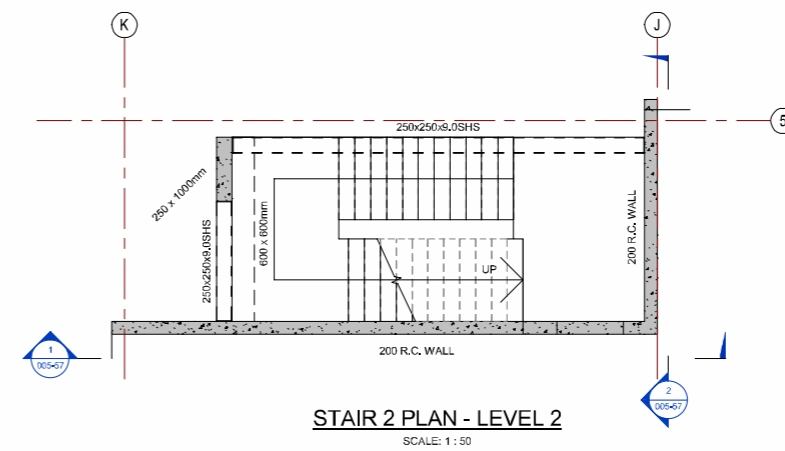 K
J
5
250x250x9.0SHS
250 x 1000mm
250x250x9.0SHS
600 x 600mm
UP
200 R.C. WALL
200 R.C. WALL
1
005-57
2
005-57
STAIR 2 PLAN - LEVEL 2
SCALE: 1 : 50